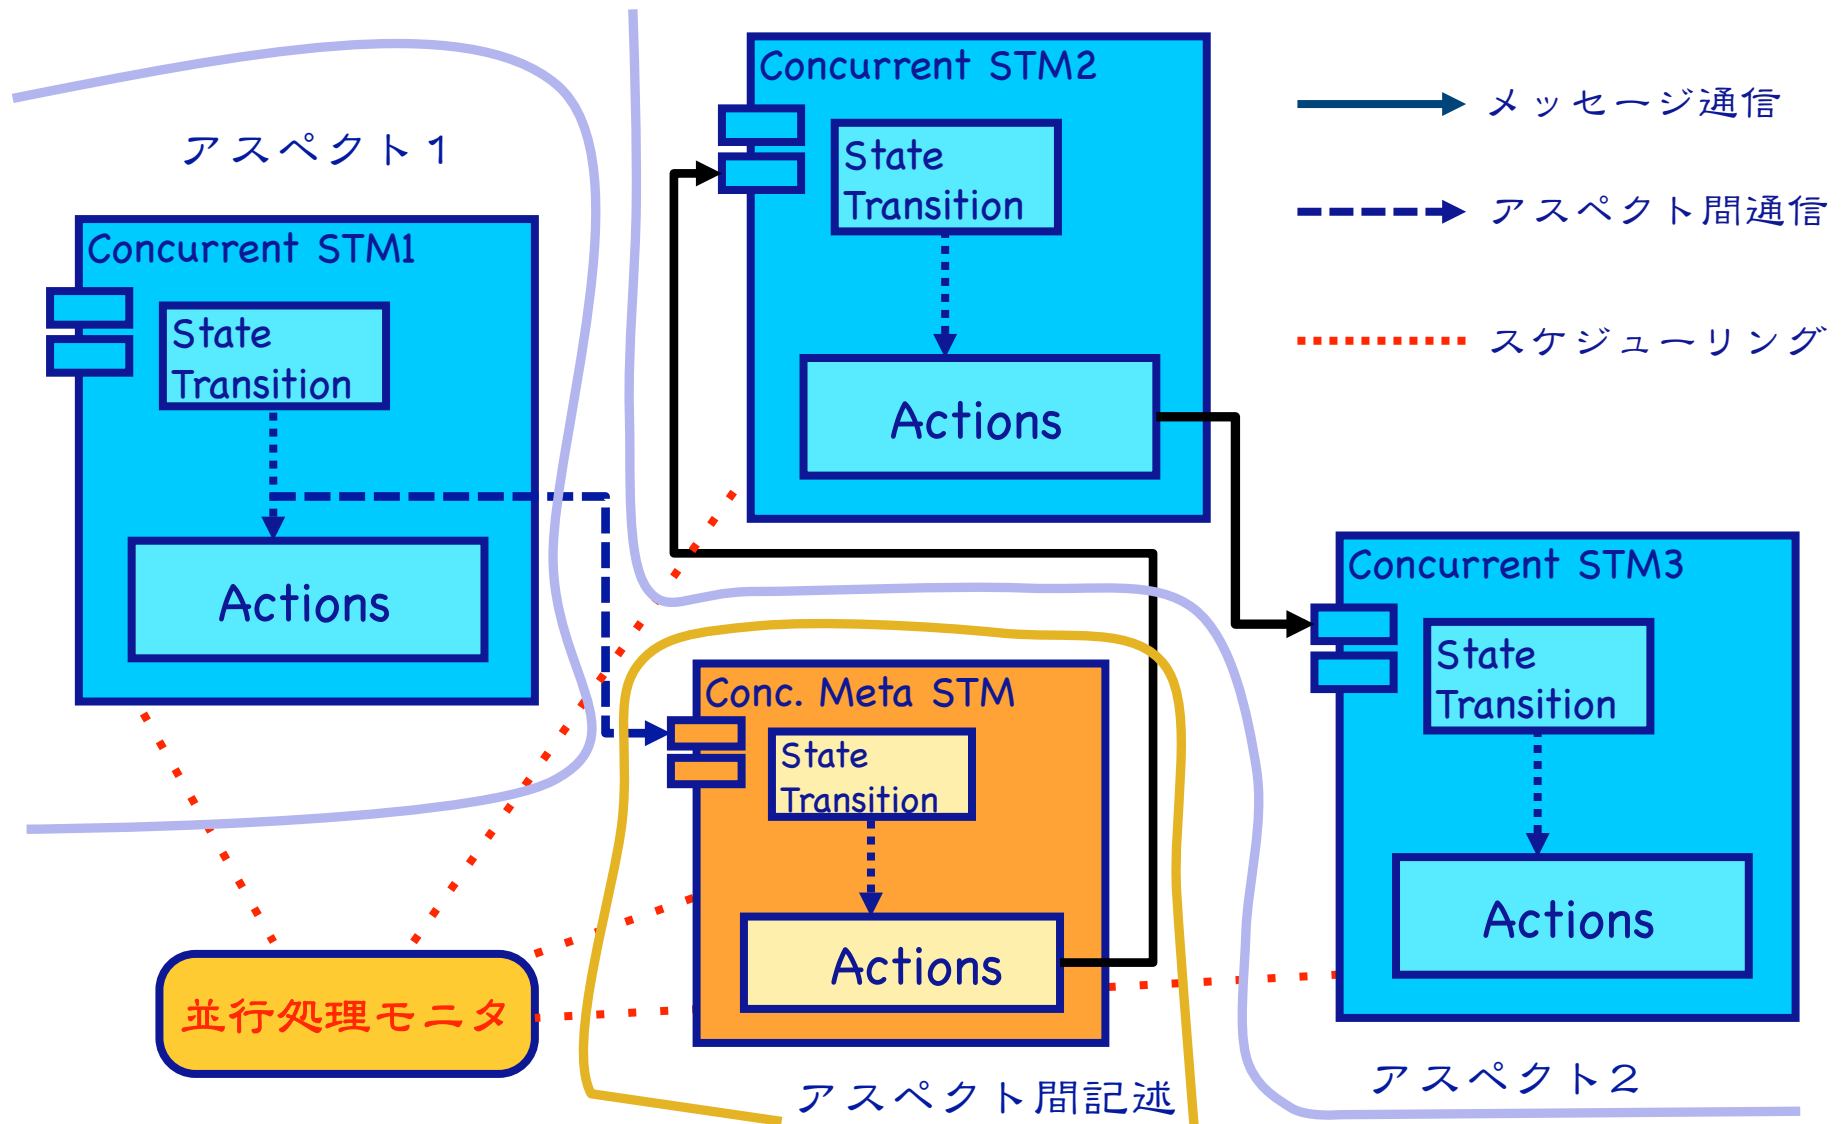 アスペクト1
Concurrent STM1
State
Transition
Actions
Concurrent STM2
State
Transition
Actions
メッセージ通信
アスペクト間通信
スケジューリング
Conc. Meta STM
State
Transition
Actions
アスペクト間記述
Concurrent STM3
State
Transition
Actions
アスペクト2
並行処理モニタ